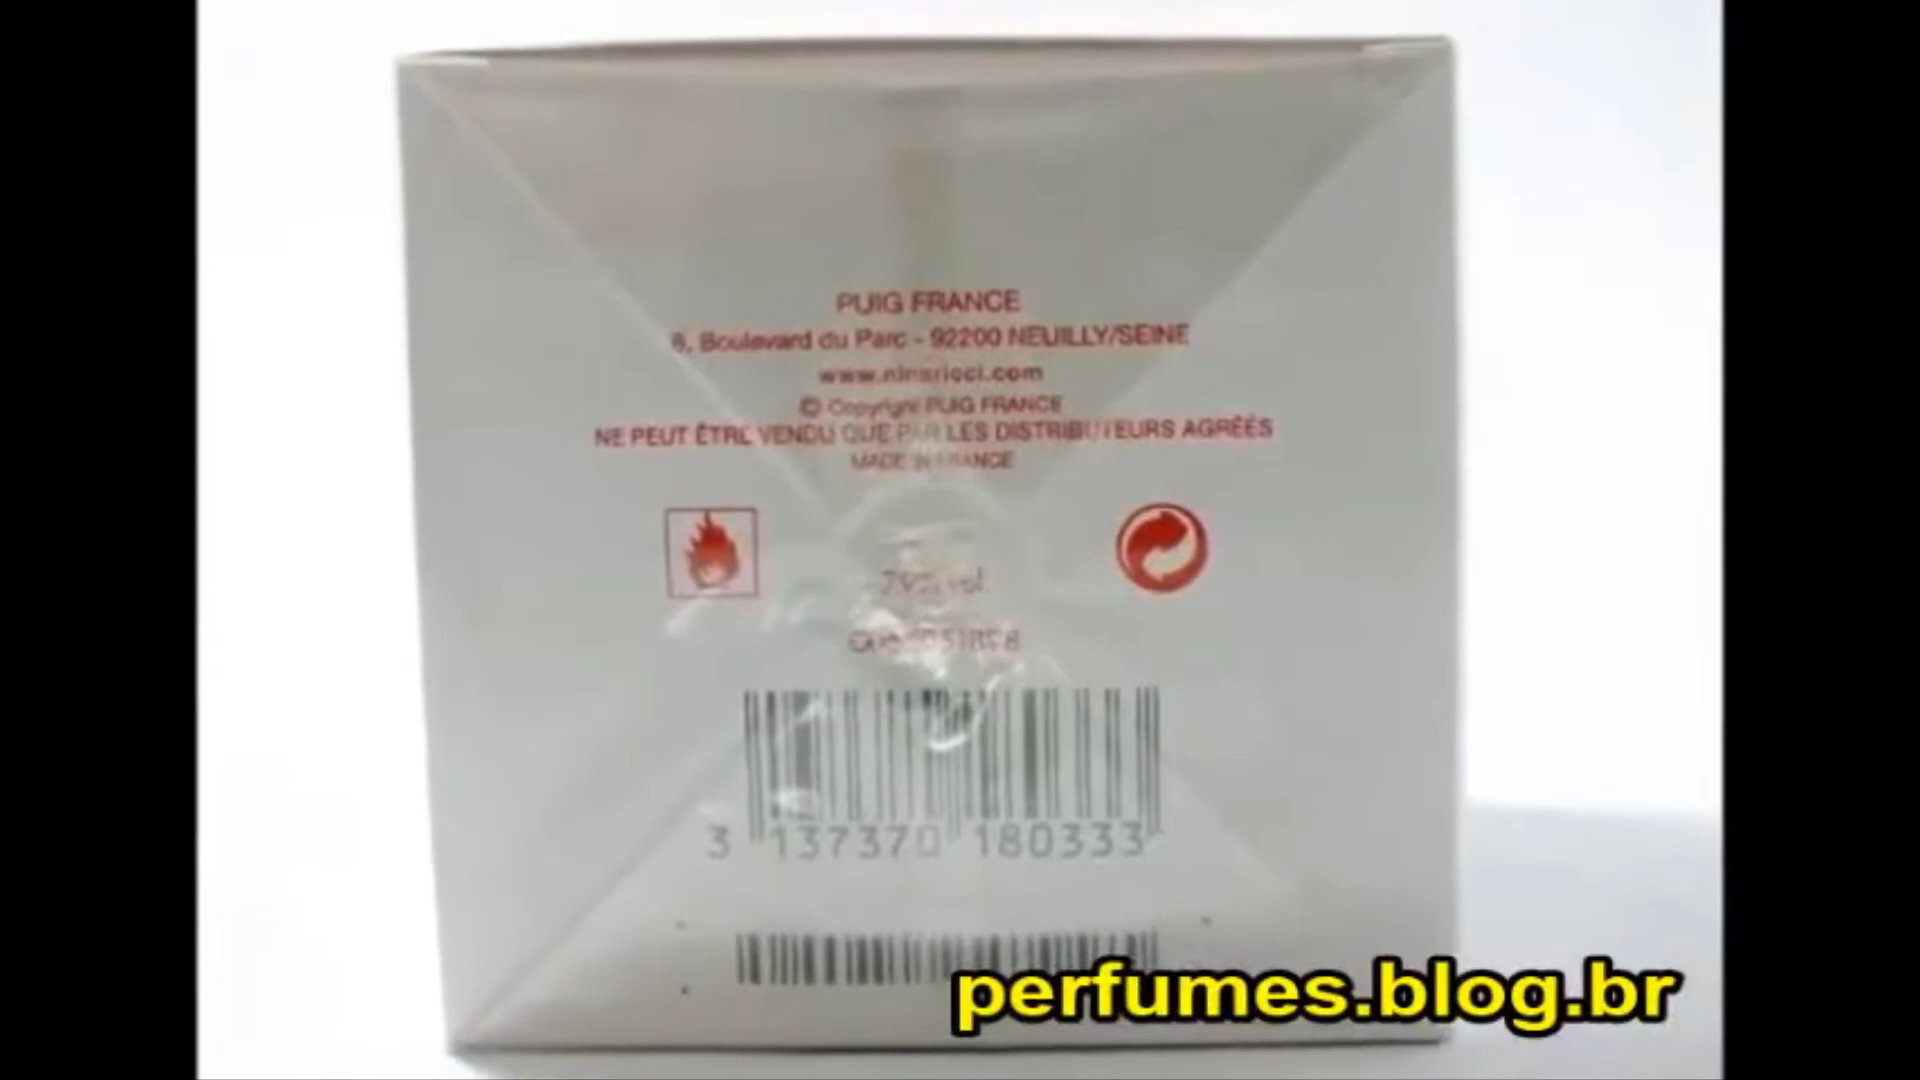 PUIG FRANCE
6, Boulevard du Parc - 92200 NEUILLY/SEINE
www.ninaricci.com
© Copyright PUIG FRANCE
NE PEUT ÊTRE VENDU QUE PAR LES DISTRIBUTEURS AGRÉÉS
MADE IN FRANCE
3 137370 180333
perfumes.blog.br